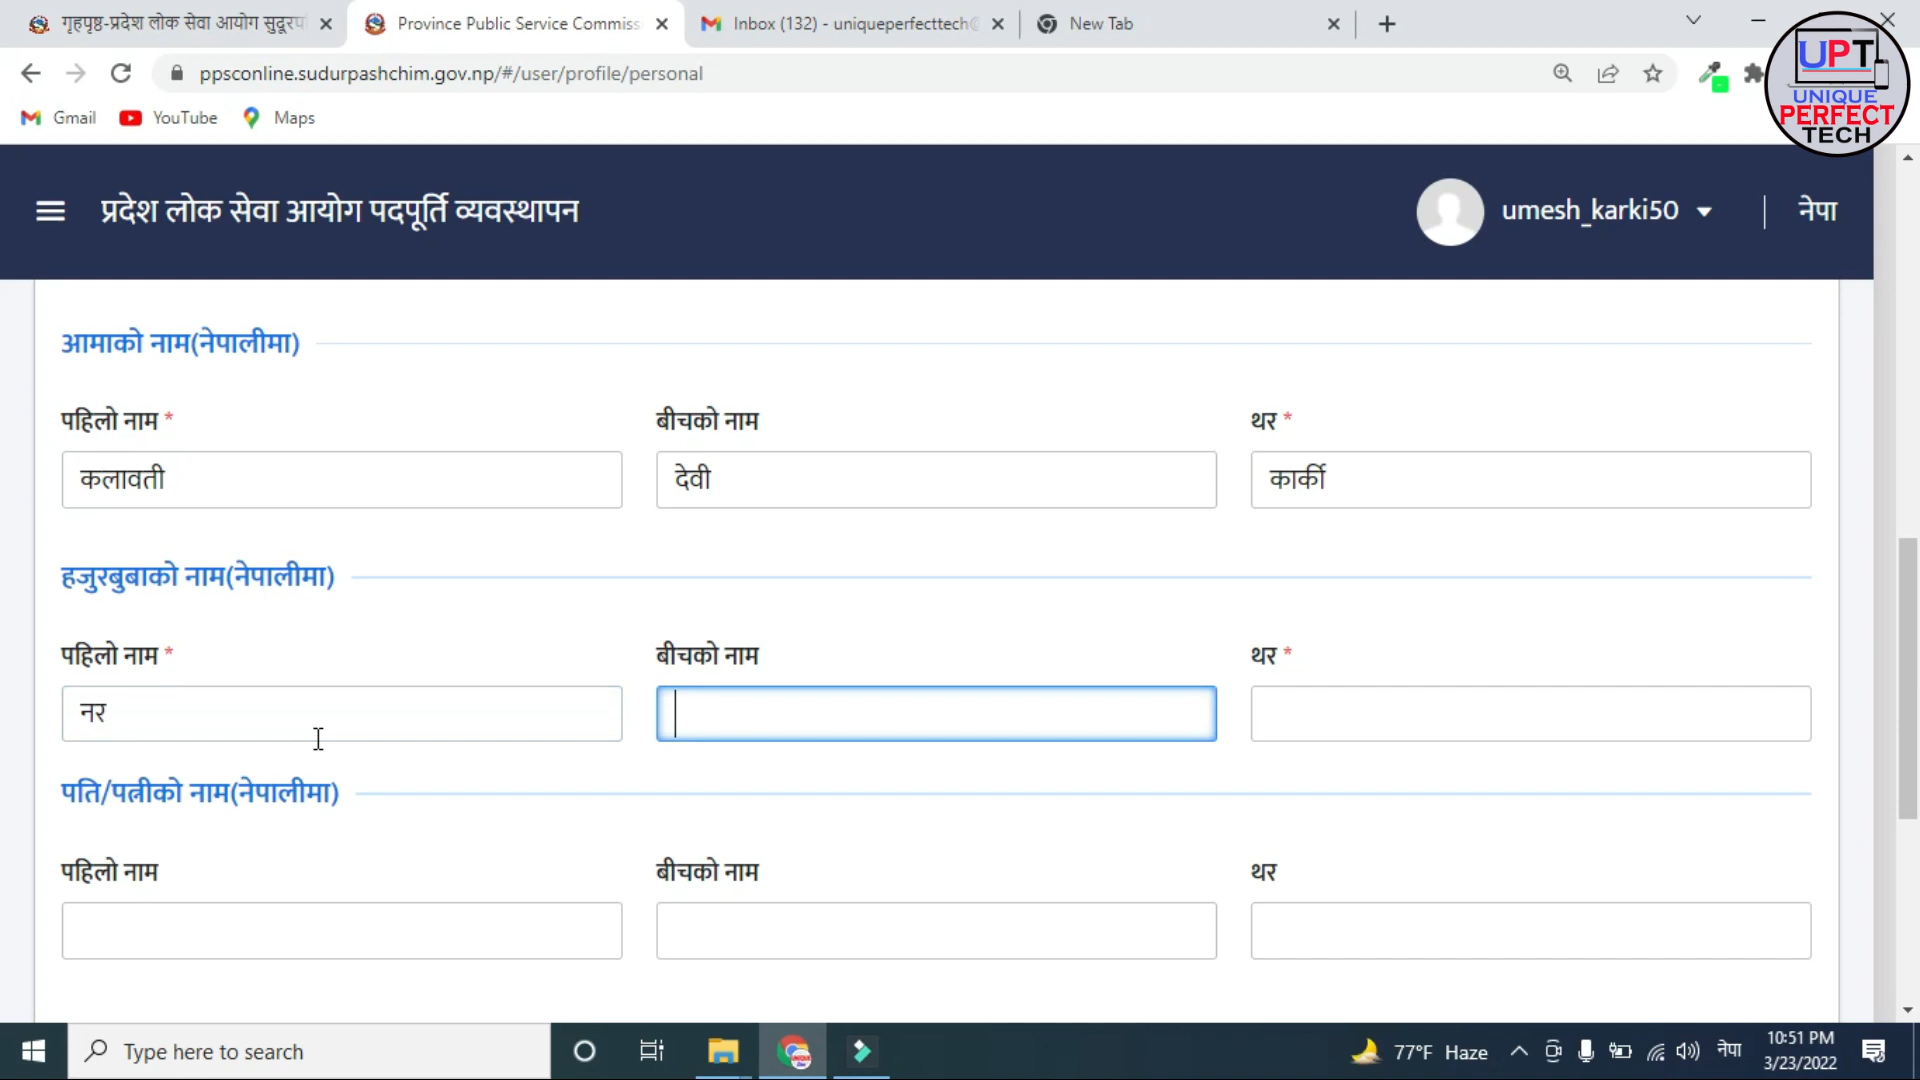 गृहपृष्ठ-प्रदेश लोक सेवा आयोग सुदूरप
Province Public Service Commiss
Inbox (132) - uniqueperfecttech@
New Tab
ppsconline.sudurpashchim.gov.np/#/user/profile/personal
Gmail
YouTube
Maps
UPT
UNIQUE
PERFECT
TECH
प्रदेश लोक सेवा आयोग पदपूर्ति व्यवस्थापन
umesh_karki50
नेपा
आमाको नाम(नेपालीमा)
पहिलो नाम *
बीचको नाम
थर *
कलावती
देवी
कार्की
हजुरबुबाको नाम(नेपालीमा)
पहिलो नाम *
बीचको नाम
थर *
नर
पति/पत्नीको नाम(नेपालीमा)
पहिलो नाम
बीचको नाम
थर
Type here to search
77°F Haze
नेपा
10:51 PM
3/23/2022